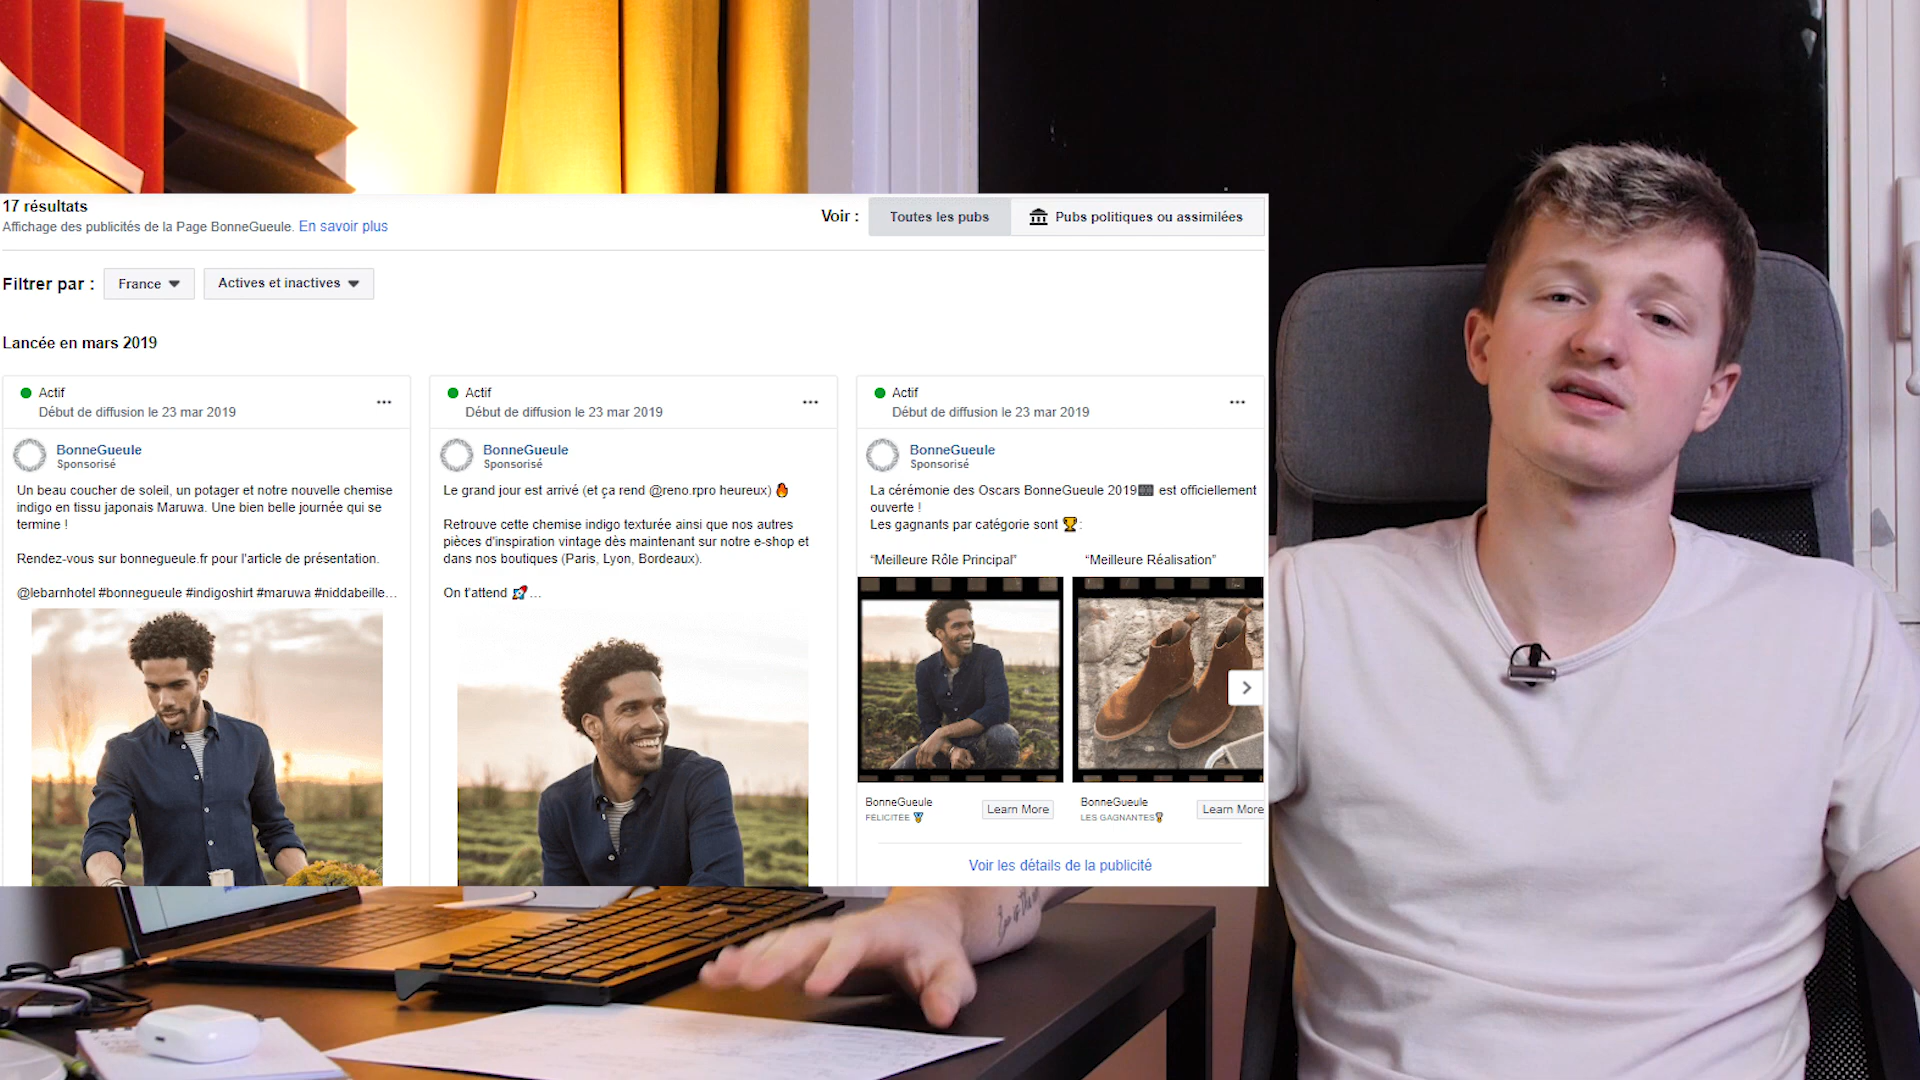 17 résultats
Affichage des publicités de la Page BonneGueule. En savoir plus
Voir :
Toutes les pubs
Pubs politiques ou assimilées
Filtrer par :
France
Actives et inactives
Lancée en mars 2019
Actif
Début de diffusion le 23 mar 2019
BonneGueule
Sponsorisé
Un beau coucher de soleil, un potager et notre nouvelle chemise
indigo en tissu japonais Maruwa. Une bien belle journée qui se
termine !
Rendez-vous sur bonnegueule.fr pour l'article de présentation.
@lebarnhotel #bonnegueule #indigoshirt #maruwa #niddabeille...
Actif
Début de diffusion le 23 mar 2019
BonneGueule
Sponsorisé
Le grand jour est arrivé (et ça rend @reno.rpro heureux) 🔥
Retrouve cette chemise indigo texturée ainsi que nos autres
pièces d'inspiration vintage dès maintenant sur notre e-shop et
dans nos boutiques (Paris, Lyon, Bordeaux).
On t'attend 🚀...
Actif
Début de diffusion le 23 mar 2019
BonneGueule
Sponsorisé
La cérémonie des Oscars BonneGueule 2019🎞 est officiellement
ouverte !
Les gagnants par catégorie sont 🏆:
“Meilleure Rôle Principal”
“Meilleure Réalisation”
BonneGueule
FÉLICITÉE 🏅
Learn More
BonneGueule
LES GAGNANTES🎖
Learn More
Voir les détails de la publicité